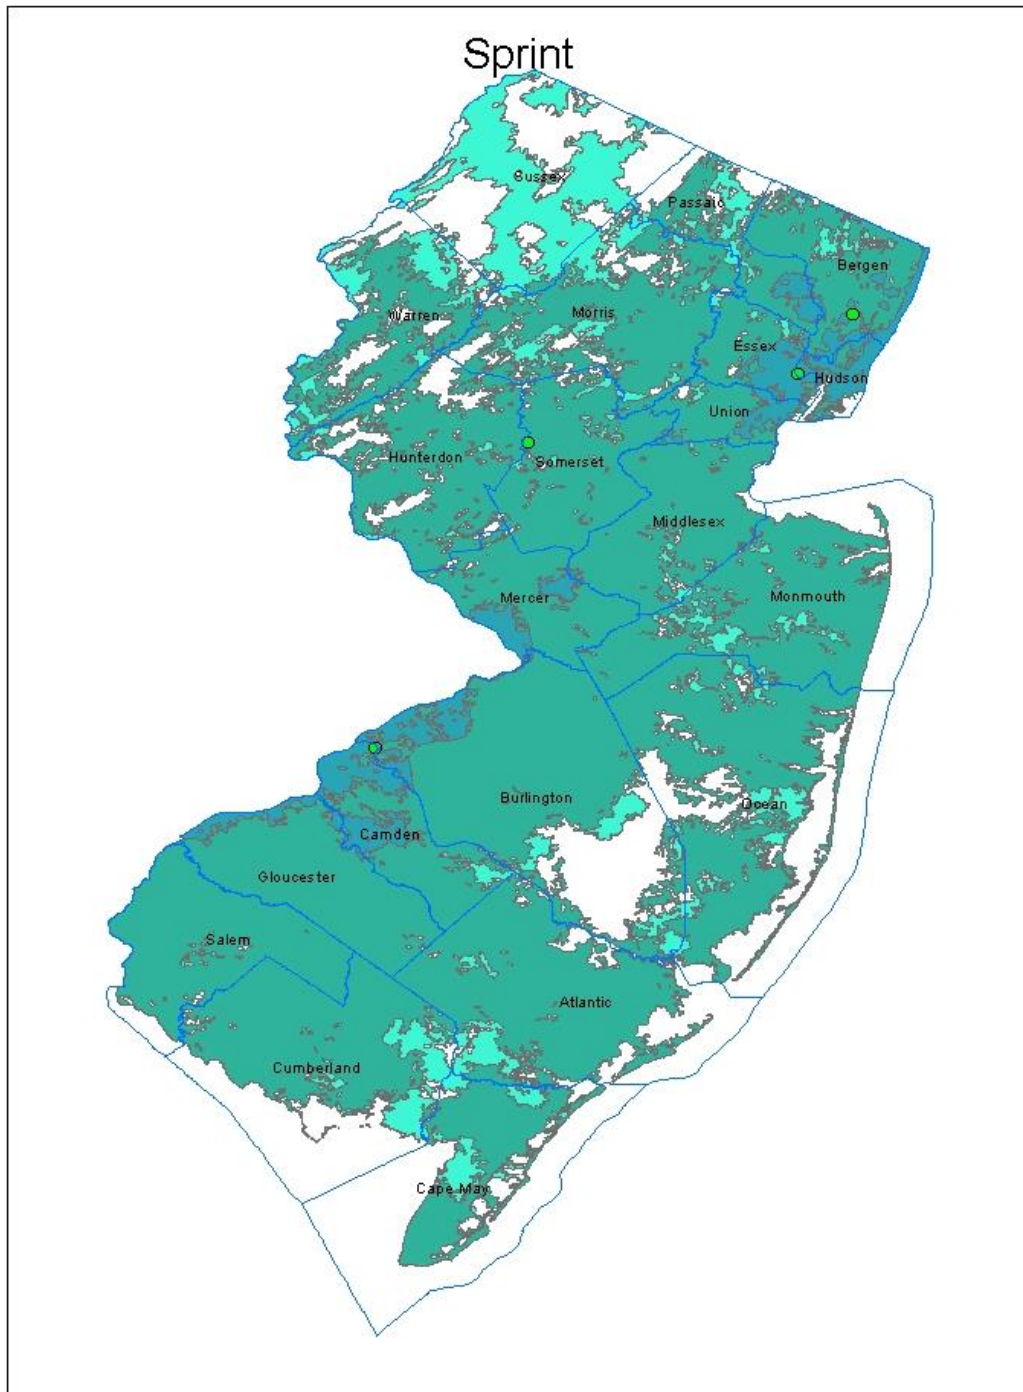 Sprint
Sussex
Passaic
Bergen
Warren
Morris
Essex
Hudson
Union
Hunterdon
Somerset
Middlesex
Mercer
Monmouth
Burlington
Ocean
Camden
Gloucester
Salem
Atlantic
Cumberland
Cape May